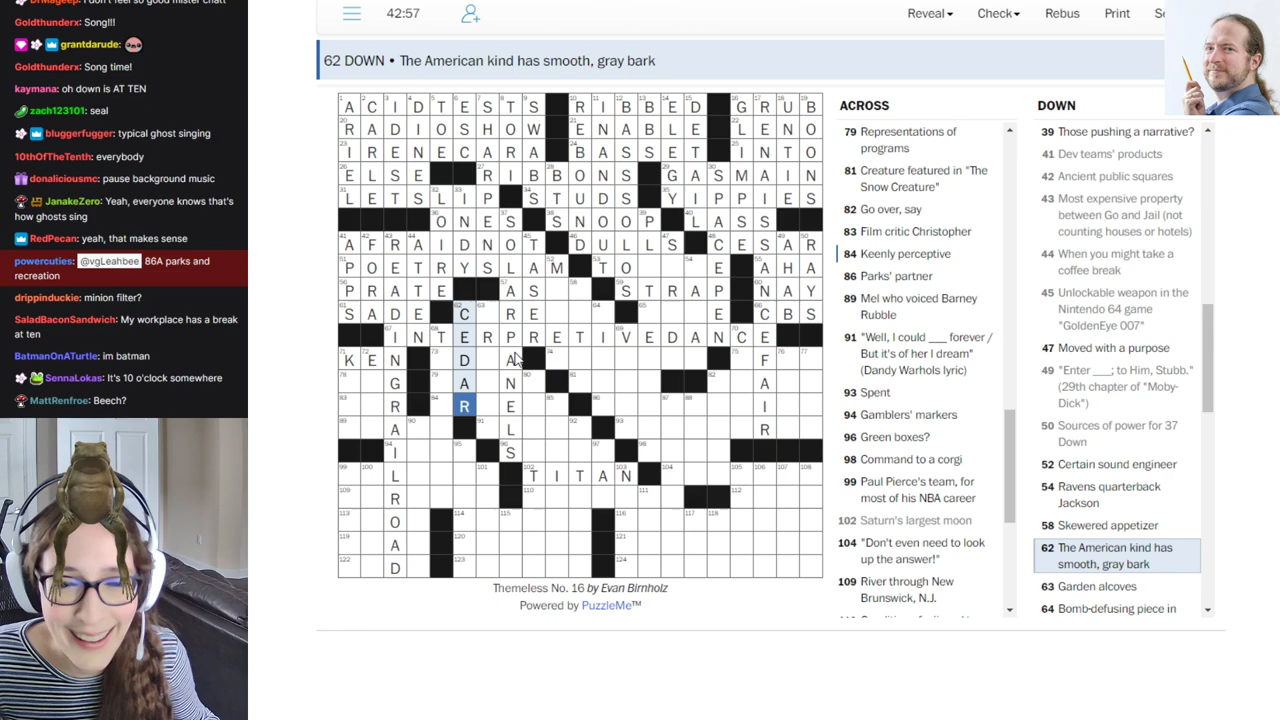 DrMageep: I don't feel so good mister chatt
Goldthunderx: Song!!!
grantdarude:
Goldthunderx: Song time!
kaymana: oh down is AT TEN
zach123101: seal
bluggerfugger: typical ghost singing
10thOfTheTenth: everybody
donaliciousmc: pause background music
JanakeZero: Yeah, everyone knows that's
how ghosts sing
RedPecan: yeah, that makes sense
powercuties: @vgLeahbee 86A parks and
recreation
drippinduckie: minion filter?
SaladBaconSandwich: My workplace has a break
at ten
BatmanOnATurtle: im batman
SennaLokas: It's 10 o'clock somewhere
MattRenfroe: Beech?
42:57
Reveal Check Rebus Print
62 DOWN • The American kind has smooth, gray bark
ACIDTESTS RIBBED GRUB
RADIOSHOW ENABLE LENO
IRENECARA BASSET INTO
ELSE RIBBONS GASMAIN
LETSLIP STUDS YIPPIES
ONES SNOOP LASS
AFRAIDNOT DULLS CESAR
POETRYSLAM TO E AHA
PRATE AS STRAP NAY
SADE C RE E CBS
INTERPRETIVEDANCE
KEN D A F
G A N A
R R E I
A L R
I S
L TITAN
R
O
A
D
Themeless No. 16 by Evan Birnholz
Powered by PuzzleMe™
ACROSS
79 Representations of
programs
81 Creature featured in "The
Snow Creature"
82 Go over, say
83 Film critic Christopher
84 Keenly perceptive
86 Parks' partner
89 Mel who voiced Barney
Rubble
91 "Well, I could ___ forever /
But it's of her I dream"
(Dandy Warhols lyric)
93 Spent
94 Gamblers' markers
96 Green boxes?
98 Command to a corgi
99 Paul Pierce's team, for
most of his NBA career
102 Saturn's largest moon
104 "Don't even need to look
up the answer!"
109 River through New
Brunswick, N.J.
DOWN
39 Those pushing a narrative?
41 Dev teams' products
42 Ancient public squares
43 Most expensive property
between Go and Jail (not
counting houses or hotels)
44 When you might take a
coffee break
45 Unlockable weapon in the
Nintendo 64 game
"GoldenEye 007"
47 Moved with a purpose
49 "Enter ___; to Him, Stubb."
(29th chapter of "Moby-
Dick")
50 Sources of power for 37
Down
52 Certain sound engineer
54 Ravens quarterback
Jackson
58 Skewered appetizer
62 The American kind has
smooth, gray bark
63 Garden alcoves
64 Bomb-defusing piece in